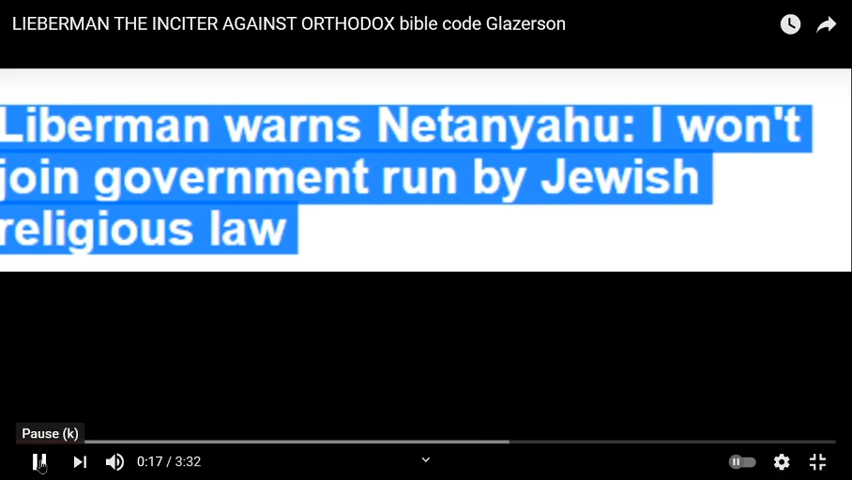 LIEBERMAN THE INCITER AGAINST ORTHODOX bible code Glazerson
Liberman warns Netanyahu: I won't
join government run by Jewish
religious law
Pause (k)
0:17 / 3:32